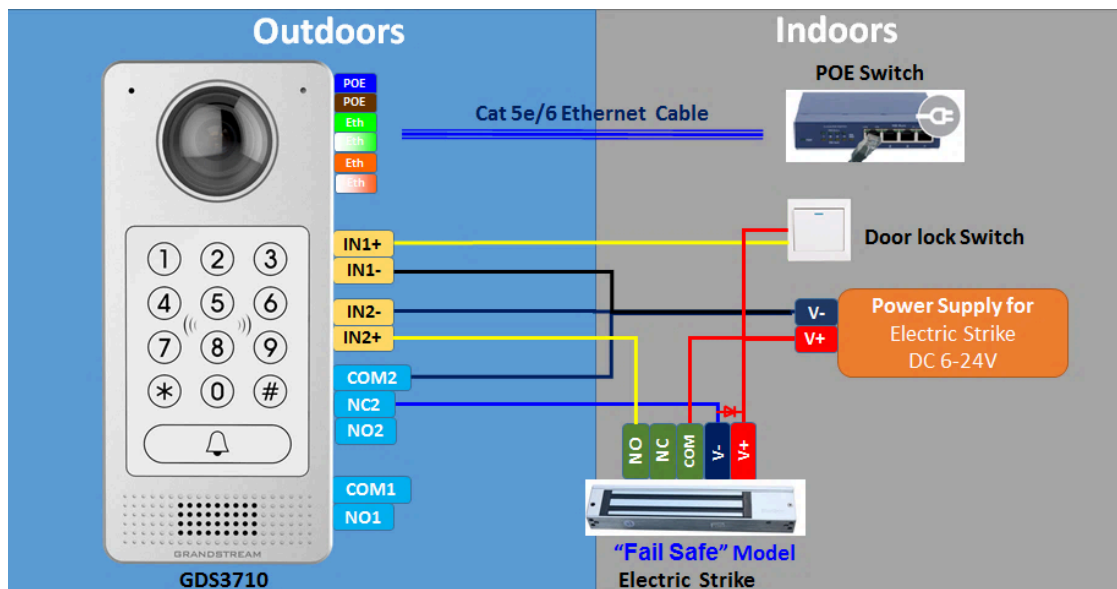 Outdoors
Indoors
POE Switch
POE
POE
Eth
Eth
Eth
Eth
Cat 5e/6 Ethernet Cable
1 2 3
4 5 6
7 8 9
* 0 #
IN1+
IN1-
IN2-
IN2+
COM2
NC2
NO2
COM1
NO1
Door lock Switch
V-
V+
Power Supply for
Electric Strike
DC 6-24V
NO
NC
COM
V-
V+
GRANDSTREAM
GDS3710
“Fail Safe” Model
Electric Strike